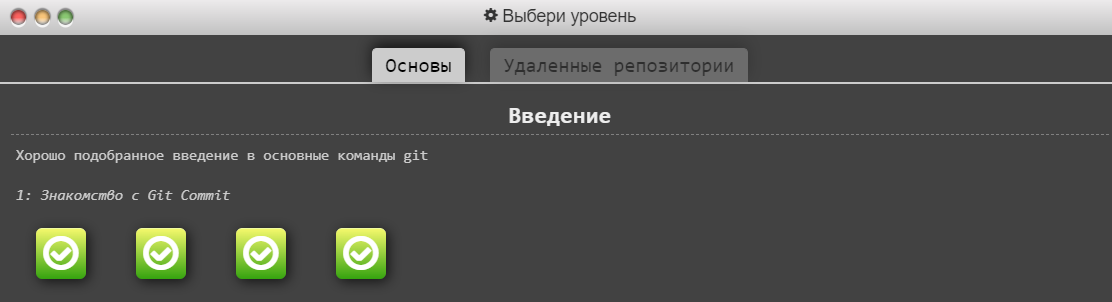 Выбери уровень
Основы
Удаленные репозитории
Введение
Хорошо подобранное введение в основные команды git
1: Знакомство с Git Commit